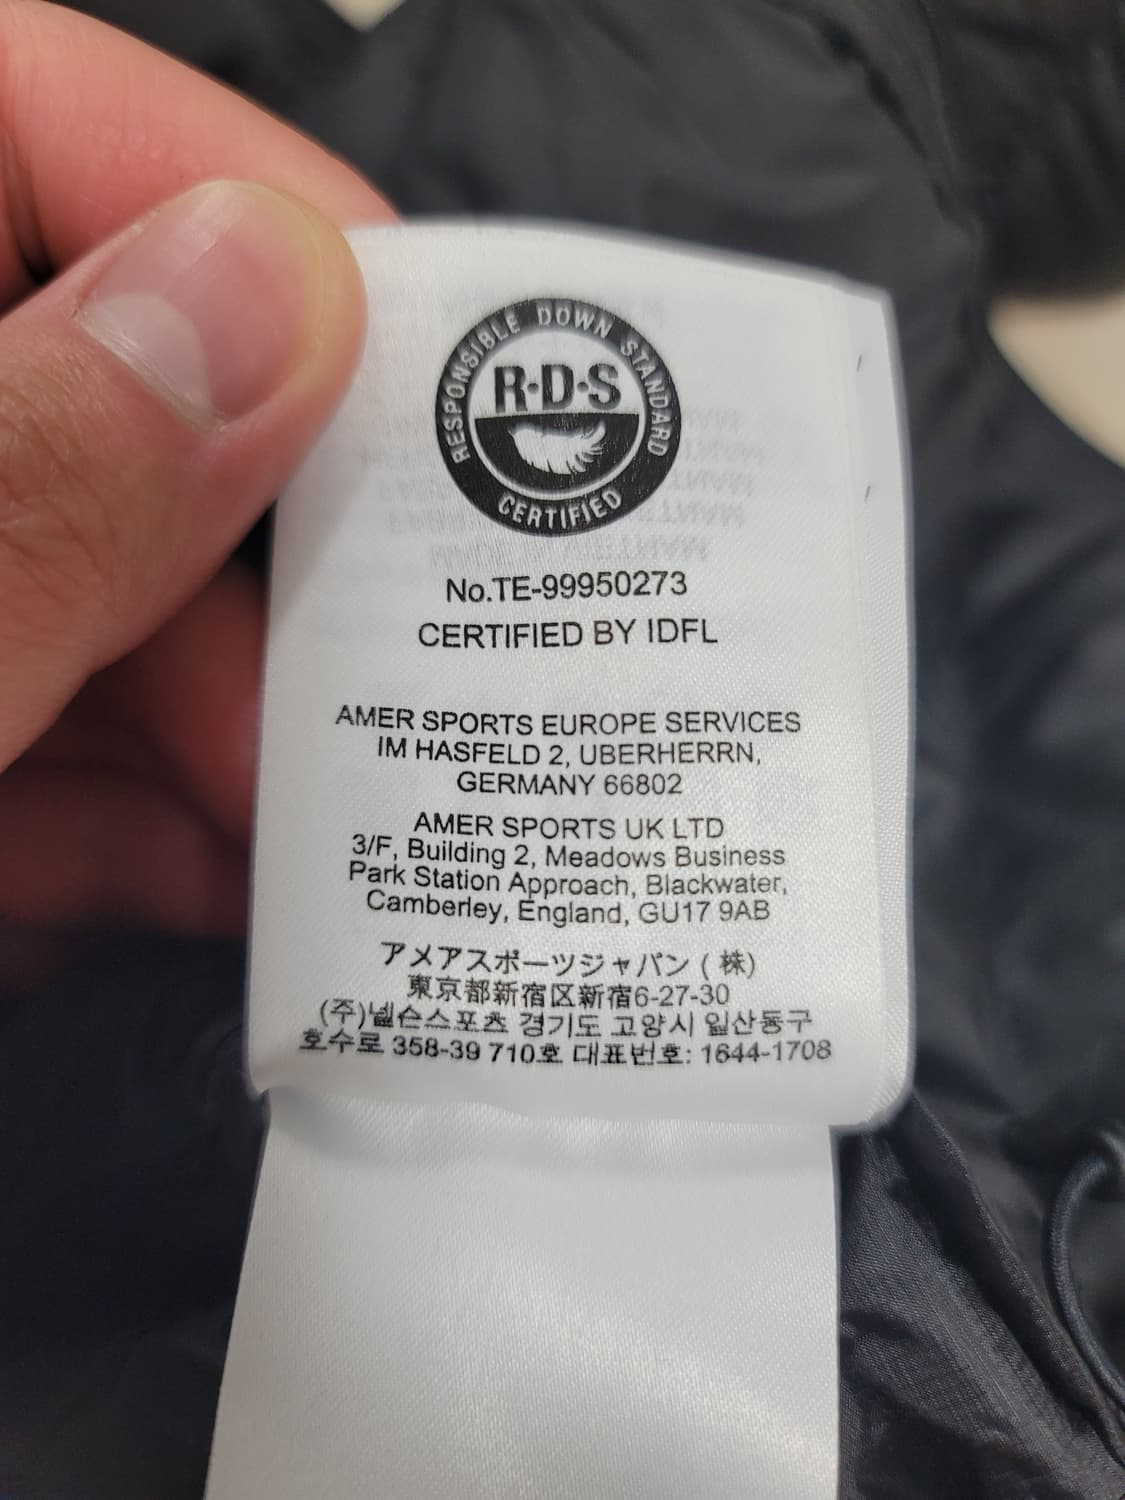 RESPONSIBLE DOWN STANDARD
R·D·S
CERTIFIED
No.TE-99950273
CERTIFIED BY IDFL
AMER SPORTS EUROPE SERVICES
IM HASFELD 2, UBERHERRN,
GERMANY 66802
AMER SPORTS UK LTD
3/F, Building 2, Meadows Business
Park Station Approach, Blackwater,
Camberley, England, GU17 9AB
アメアスポーツジャパン ( 株)
東京都新宿区新宿6-27-30
(주)넬슨스포츠 경기도 고양시 일산동구
호수로 358-39 710호 대표번호: 1644-1708